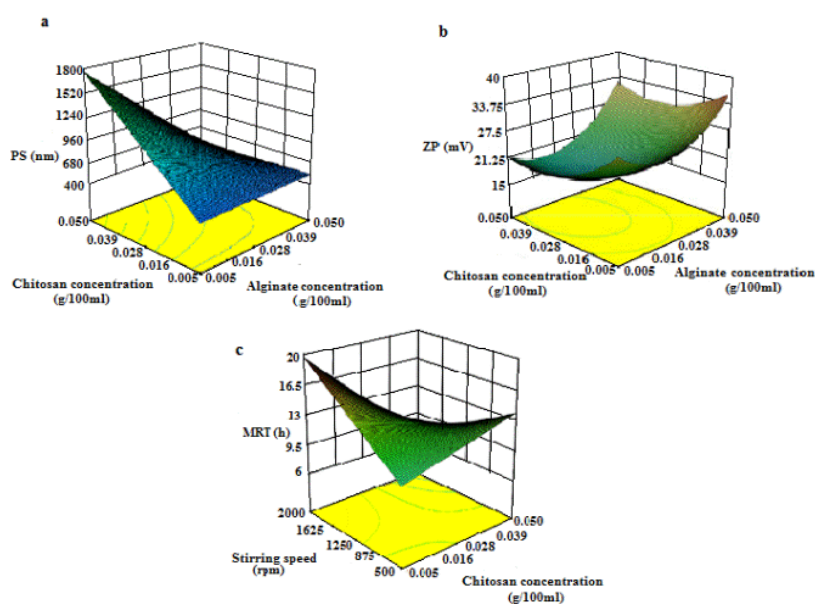 a
1800
1520
1240
960
680
400
PS (nm)
0.050
0.039
0.028
0.016
0.005
0.005
0.016
0.028
0.039
0.050
Chitosan concentration
(g/100ml)
Alginate concentration
(g/100ml)
b
40
33.75
27.5
21.25
15
ZP (mV)
0.050
0.039
0.028
0.016
0.005
0.005
0.016
0.028
0.039
0.050
Chitosan concentration
(g/100ml)
Alginate concentration
(g/100ml)
c
20
16.5
13
9.5
6
MRT (h)
2000
1625
1250
875
500
0.005
0.016
0.028
0.039
0.050
Stirring speed
(rpm)
Chitosan concentration
(g/100ml)